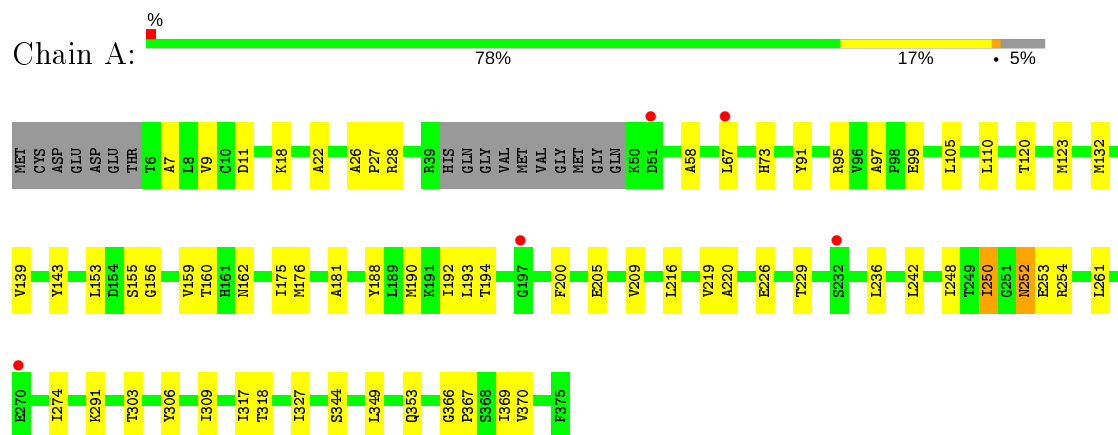 %
Chain A:
78% 17% • 5%
MET CYS ASP GLU ASP GLU THR T6 A7 L8 V9 C10 D11 K18 A22 A26 P27 R28 R39 HIS GLN GLY VAL MET VAL GLY MET GLY GLN K50 D51 A58 L67 H73 Y91 R95 V96 A97 P98 E99 L105 L110 T120 M123 M132
V139 Y143 L153 D154 S155 G156 V159 T160 H161 N162 I175 M176 A181 Y188 L189 M190 K191 I192 L193 T194 G197 F200 E205 V209 L216 V219 A220 E226 T229 S232 L236 L242 I248 T249 I250 G251 N252 E253 R254 L261
E270 I274 K291 T303 Y306 I309 I317 T318 I327 S344 L349 Q353 G366 P367 S368 I369 V370 F375